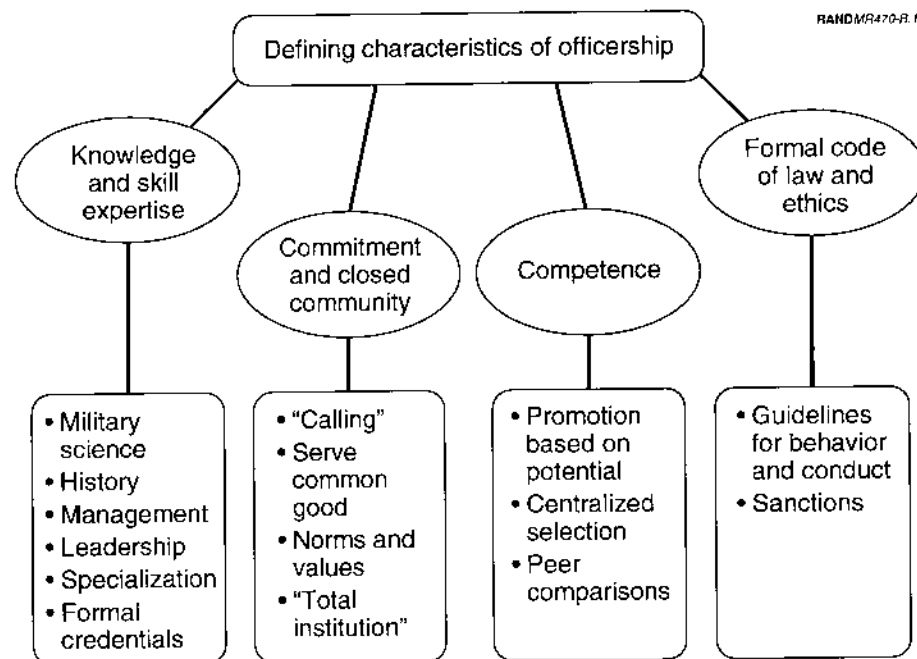 RANDMR470-B.
Defining characteristics of officership
Knowledge
and skill
expertise
Formal code
of law and
ethics
Commitment
and closed
community
Competence
• Military
science
• History
• Management
• Leadership
• Specialization
• Formal
credentials
• "Calling"
• Serve
common
good
• Norms and
values
• "Total
institution"
• Promotion
based on
potential
• Centralized
selection
• Peer
comparisons
• Guidelines
for behavior
and conduct
• Sanctions